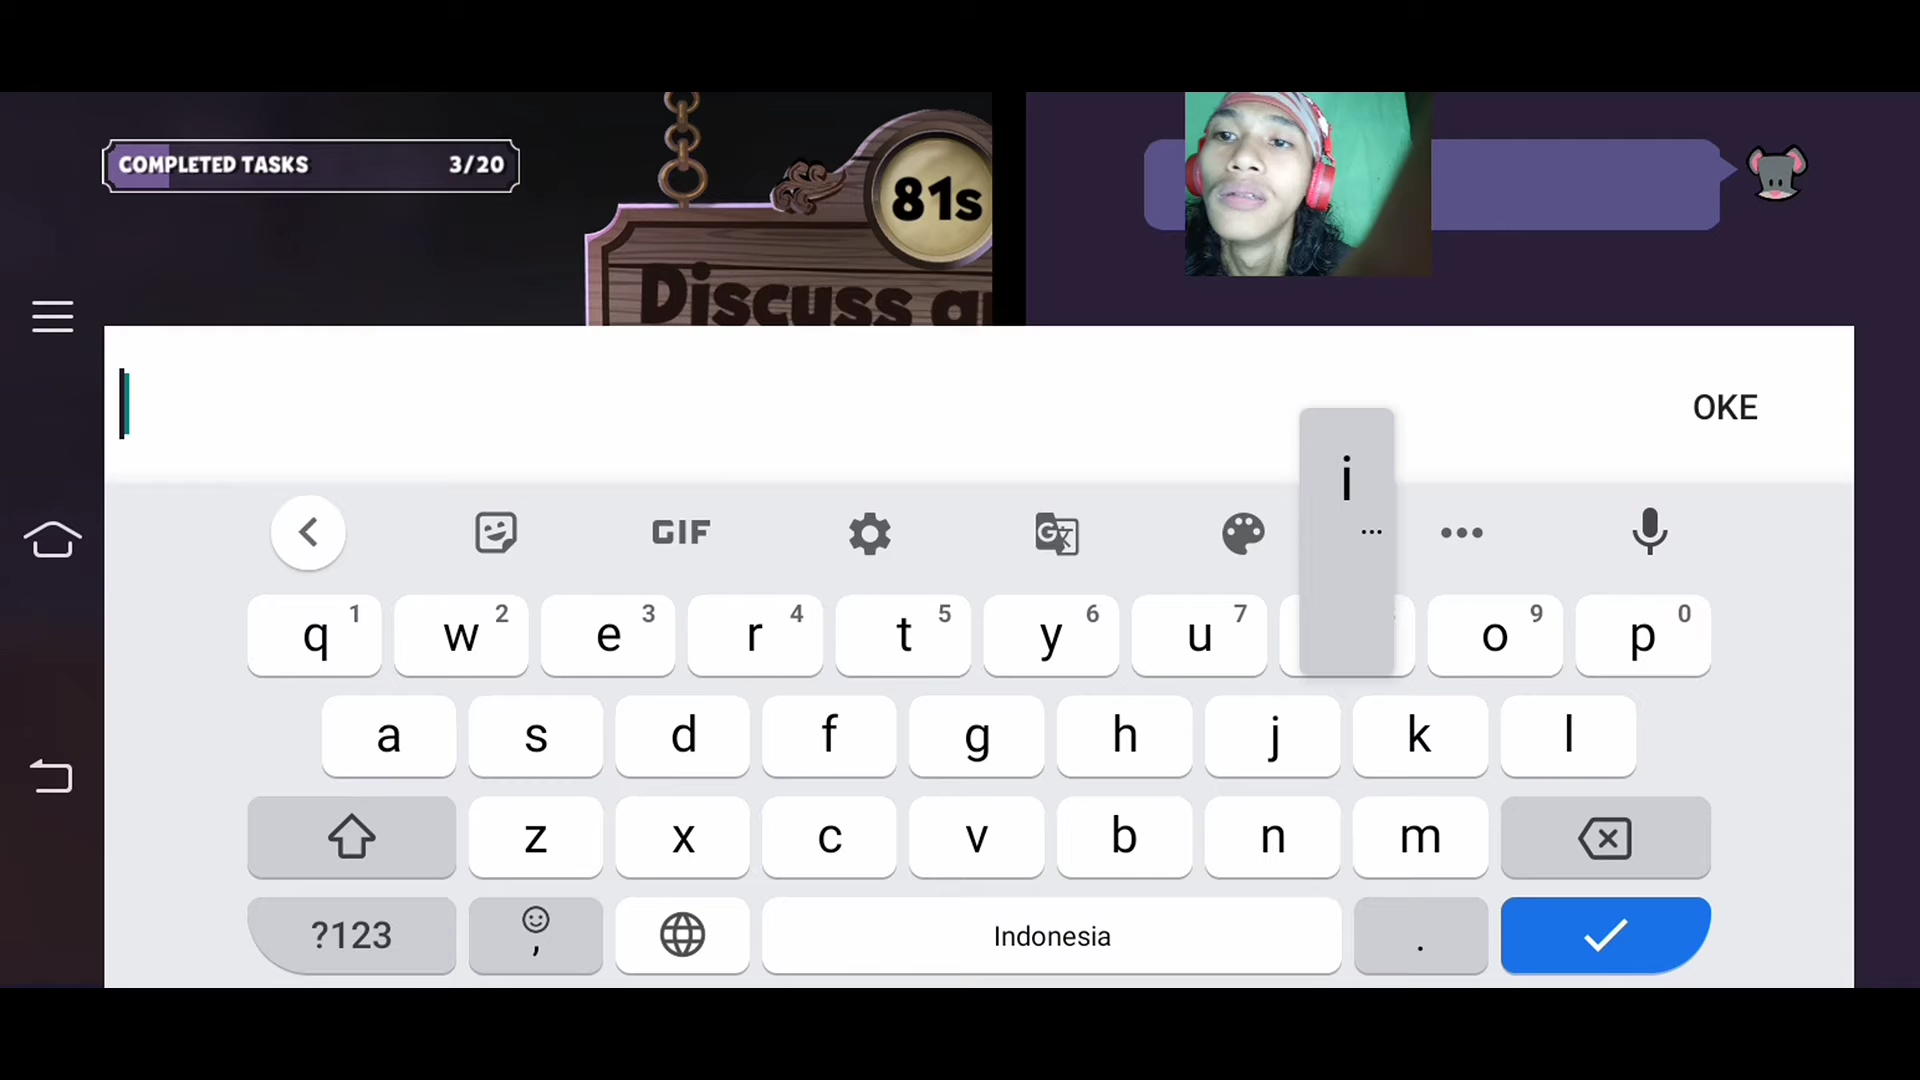 COMPLETED TASKS 3/20
81s
Discuss a
OKE
i
...
GIF
G
q 1 w 2 e 3 r 4 t 5 y 6 u 7 o 9 p 0
a s d f g h j k l
z x c v b n m
?123 , Indonesia .